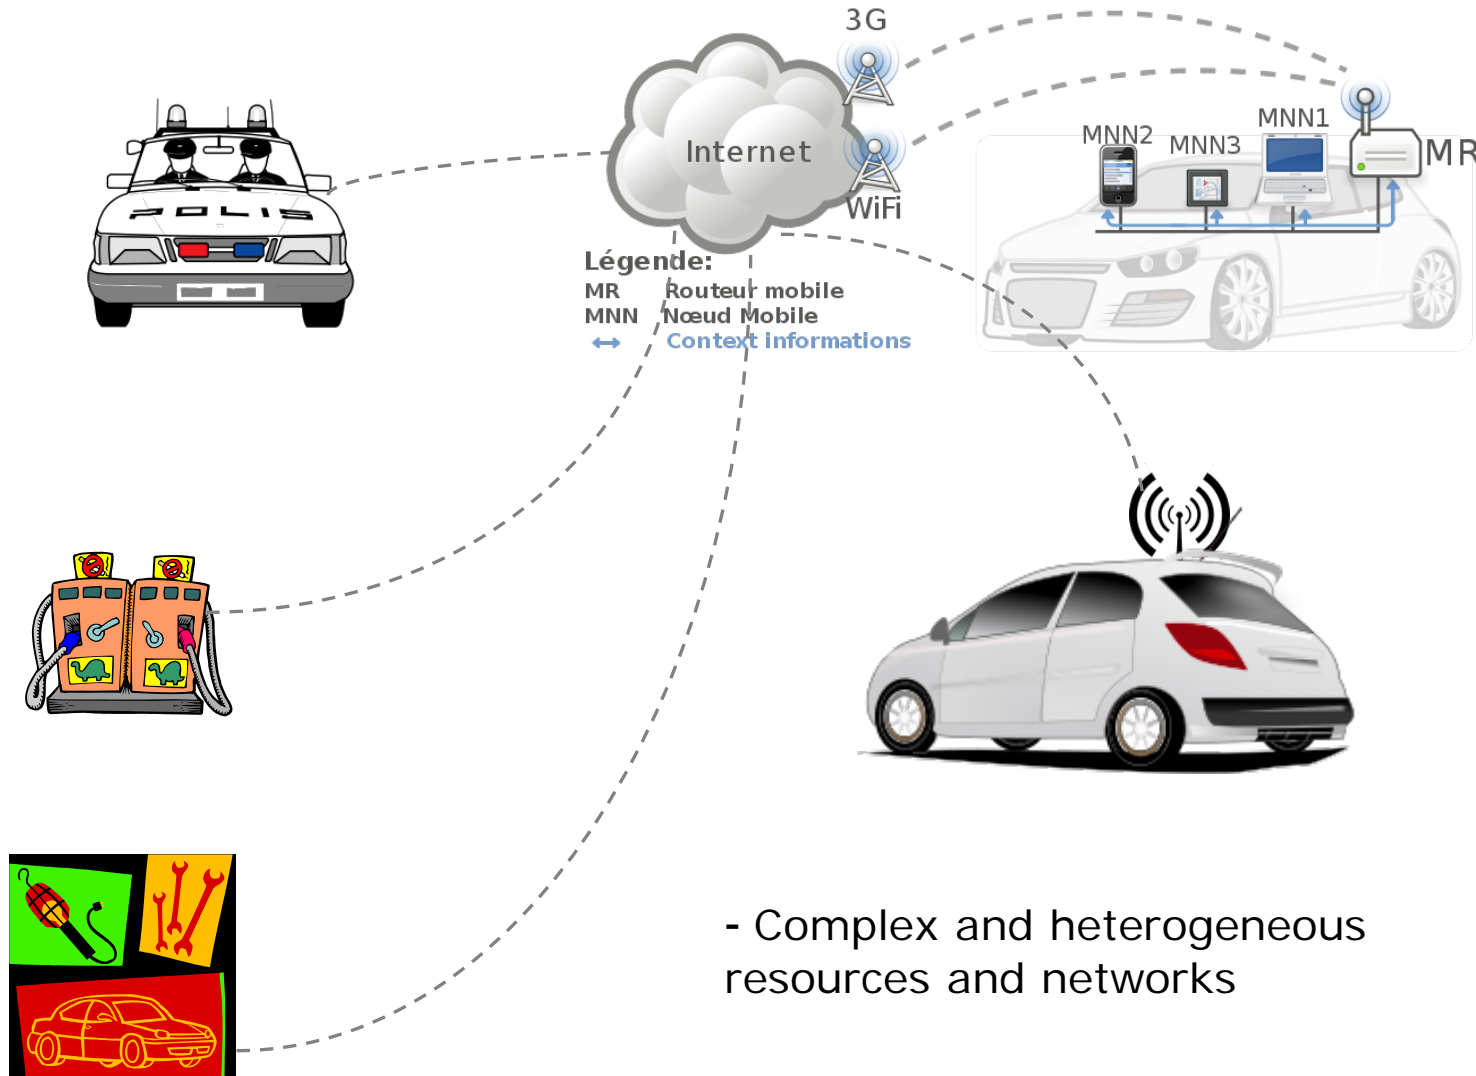 3G
Internet
WiFi
MNN2
MNN3
MNN1
MR
POLIS
Légende:
MR Routeur mobile
MNN Nœud Mobile
Context informations
- Complex and heterogeneous
resources and networks